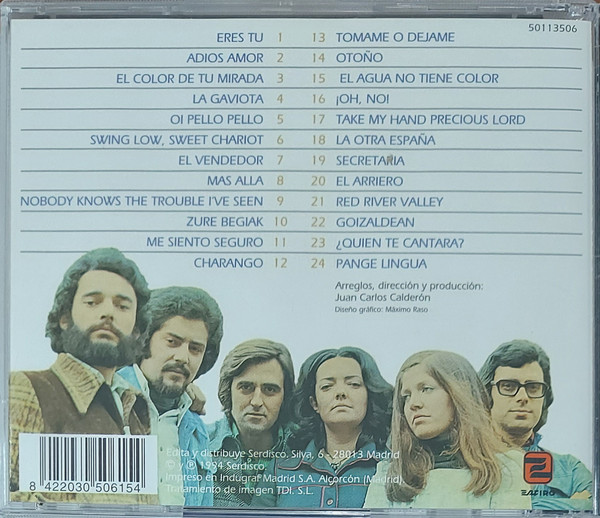 50113506
ERES TU 1
ADIOS AMOR 2
EL COLOR DE TU MIRADA 3
LA GAVIOTA 4
OI PELLO PELLO 5
SWING LOW, SWEET CHARIOT 6
EL VENDEDOR 7
MAS ALLA 8
NOBODY KNOWS THE TROUBLE I'VE SEEN 9
ZURE BEGIAK 10
ME SIENTO SEGURO 11
CHARANGO 12
13 TOMAME O DEJAME
14 OTOÑO
15 EL AGUA NO TIENE COLOR
16 ¡OH, NO!
17 TAKE MY HAND PRECIOUS LORD
18 LA OTRA ESPAÑA
19 SECRETARIA
20 EL ARRIERO
21 RED RIVER VALLEY
22 GOIZALDEAN
23 ¿QUIEN TE CANTARA?
24 PANGE LINGUA
Arreglos, dirección y producción:
Juan Carlos Calderón
Diseño gráfico: Máximo Raso
Edita y distribuye Serdisco. Silva, 6 - 28013 Madrid
© y ℗ 1994 Serdisco.
Impreso en Indugraf Madrid S.A. Alcorcón (Madrid)
Tratamiento de imagen TDI, S.L.
8 422030 506154
ZAFIRO